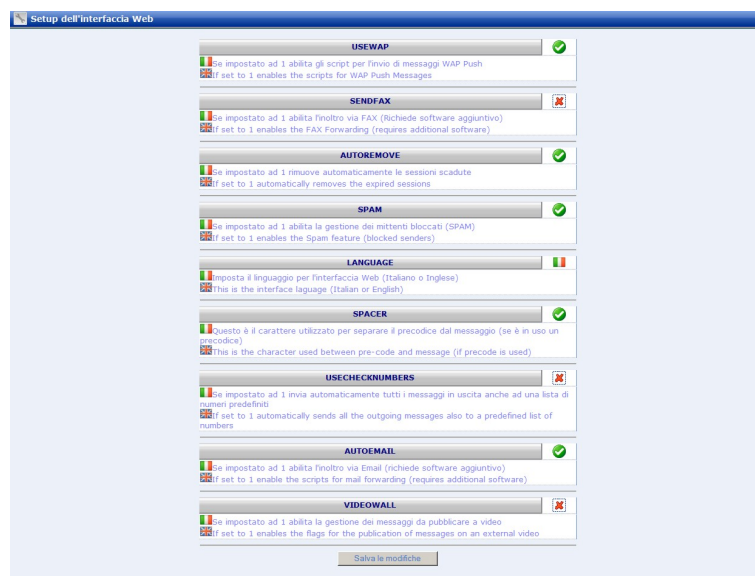 Setup dell'interfaccia Web
USEWAP
Se impostato ad 1 abilita gli script per l'invio di messaggi WAP Push
If set to 1 enables the scripts for WAP Push Messages
SENDFAX
Se impostato ad 1 abilita l'inoltro via FAX (Richiede software aggiuntivo)
If set to 1 enables the FAX Forwarding (requires additional software)
AUTOREMOVE
Se impostato ad 1 rimuove automaticamente le sessioni scadute
If set to 1 automatically removes the expired sessions
SPAM
Se impostato ad 1 abilita la gestione dei mittenti bloccati (SPAM)
If set to 1 enables the Spam feature (blocked senders)
LANGUAGE
Imposta il linguaggio per l'interfaccia Web (Italiano o Inglese)
This is the interface laguage (Italian or English)
SPACER
Questo è il carattere utilizzato per separare il precodice dal messaggio (se è in uso un
precodice)
This is the character used between pre-code and message (if precode is used)
USECHECKNUMBERS
Se impostato ad 1 invia automaticamente tutti i messaggi in uscita anche ad una lista di
numeri predefiniti
If set to 1 automatically sends all the outgoing messages also to a predefined list of
numbers
AUTOEMAIL
Se impostato ad 1 abilita l'inoltro via Email (richiede software aggiuntivo)
If set to 1 enable the scripts for mail forwarding (requires additional software)
VIDEOWALL
Se impostato ad 1 abilita la gestione dei messaggi da pubblicare a video
If set to 1 enables the flags for the publication of messages on an external video
Salva le modifiche